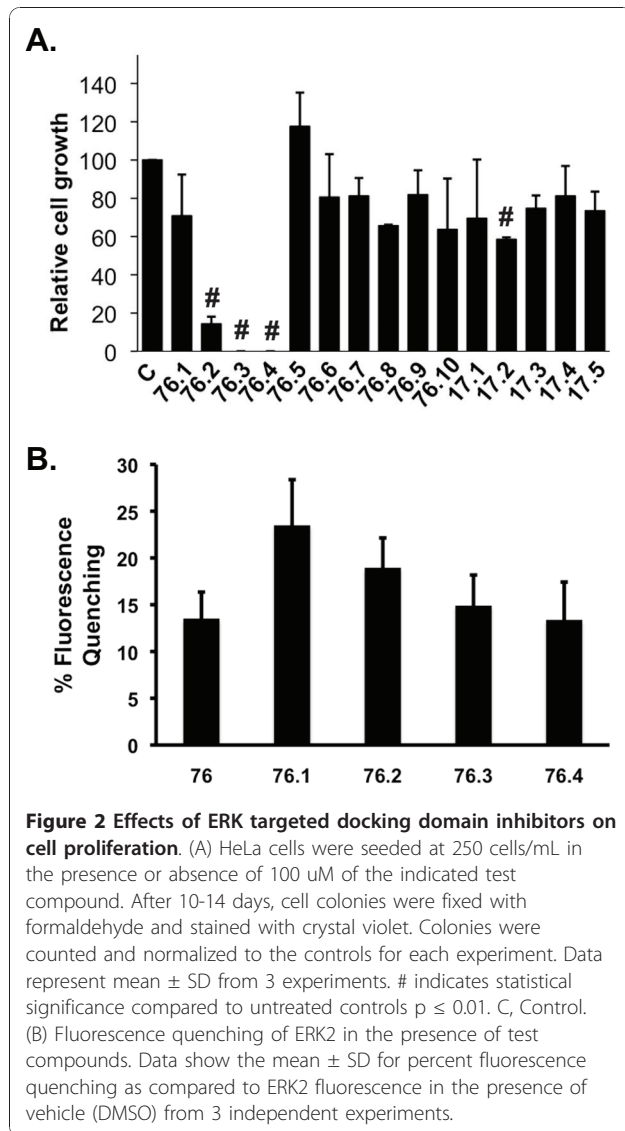 A.
Relative cell growth
140
120
100
80
60
40
20
0
#
#
#
#
C
76.1
76.2
76.3
76.4
76.5
76.6
76.7
76.8
76.9
76.10
17.1
17.2
17.3
17.4
17.5
B.
% Fluorescence
Quenching
30
25
20
15
10
5
0
76
76.1
76.2
76.3
76.4
Figure 2 Effects of ERK targeted docking domain inhibitors on
cell proliferation. (A) HeLa cells were seeded at 250 cells/mL in
the presence or absence of 100 uM of the indicated test
compound. After 10-14 days, cell colonies were fixed with
formaldehyde and stained with crystal violet. Colonies were
counted and normalized to the controls for each experiment. Data
represent mean ± SD from 3 experiments. # indicates statistical
significance compared to untreated controls p ≤ 0.01. C, Control.
(B) Fluorescence quenching of ERK2 in the presence of test
compounds. Data show the mean ± SD for percent fluorescence
quenching as compared to ERK2 fluorescence in the presence of
vehicle (DMSO) from 3 independent experiments.